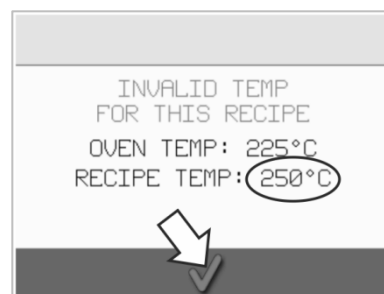 INVALID TEMP
FOR THIS RECIPE
OVEN TEMP: 225°C
RECIPE TEMP: 250°C